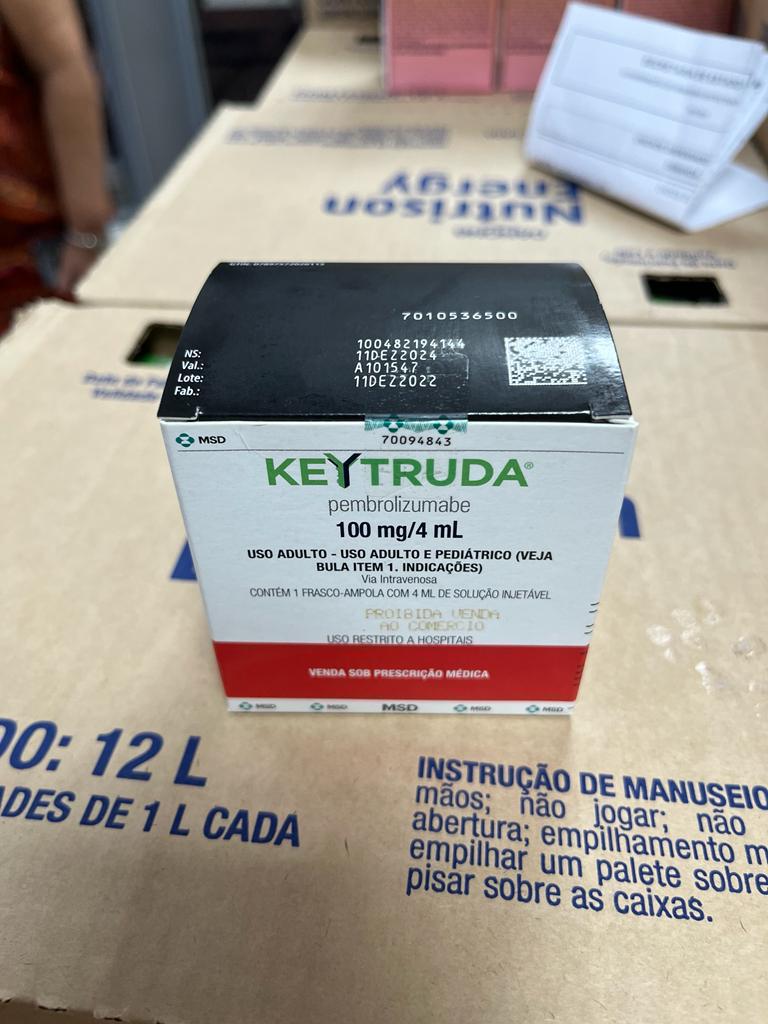 Nutrison
Energy
7010536500
NS: 100482194144
Val.: 11DEZ2024
Lote: A101547
Fab.: 11DEZ2022
MSD
70094843
KEYTRUDA®
pembrolizumabe
100 mg/4 mL
USO ADULTO - USO ADULTO E PEDIÁTRICO (VEJA
BULA ITEM 1. INDICAÇÕES)
Via Intravenosa
CONTÉM 1 FRASCO-AMPOLA COM 4 ML DE SOLUÇÃO INJETÁVEL
PROIBIDA VENDA
AO COMERCIO
USO RESTRITO A HOSPITAIS
VENDA SOB PRESCRIÇÃO MÉDICA
MSD MSD MSD MSD MSD
DO: 12 L
ADES DE 1 L CADA
INSTRUÇÃO DE MANUSEIO
mãos; não jogar; não
abertura; empilhamento m
empilhar um palete sobre
pisar sobre as caixas.